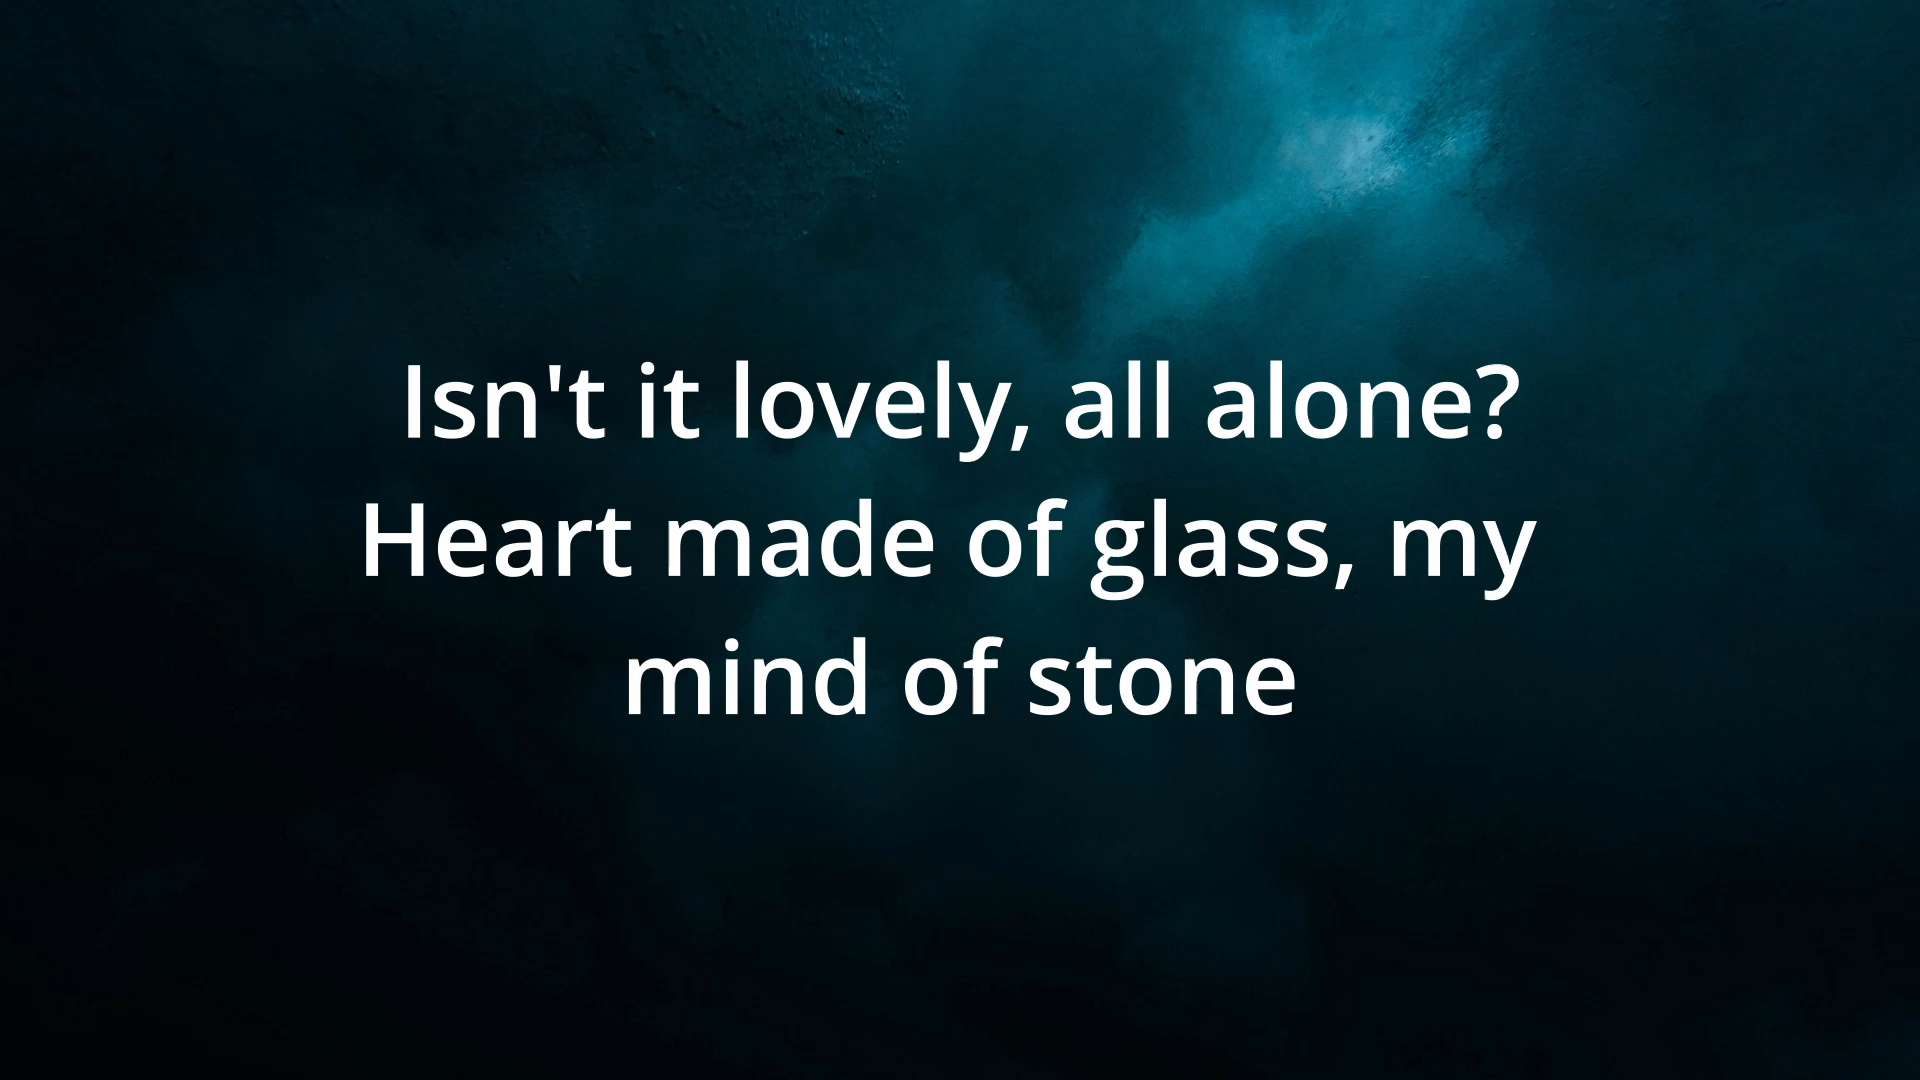 Isn't it lovely, all alone?
Heart made of glass, my
mind of stone